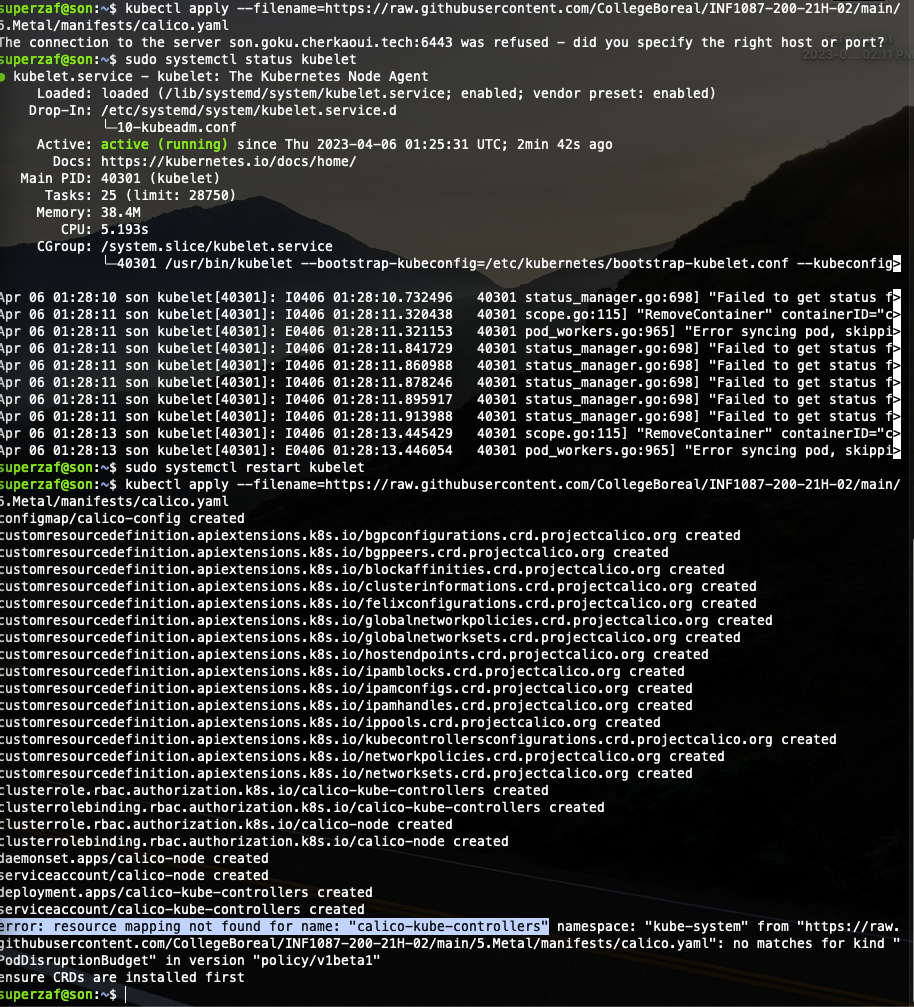 superzaf@son:~$ kubectl apply --filename=https://raw.githubusercontent.com/CollegeBoreal/INF1087-200-21H-02/main/
5.Metal/manifests/calico.yaml
The connection to the server son.goku.cherkaoui.tech:6443 was refused - did you specify the right host or port?
superzaf@son:~$ sudo systemctl status kubelet
● kubelet.service - kubelet: The Kubernetes Node Agent
Loaded: loaded (/lib/systemd/system/kubelet.service; enabled; vendor preset: enabled)
Drop-In: /etc/systemd/system/kubelet.service.d
└─10-kubeadm.conf
Active: active (running) since Thu 2023-04-06 01:25:31 UTC; 2min 42s ago
Docs: https://kubernetes.io/docs/home/
Main PID: 40301 (kubelet)
Tasks: 25 (limit: 28750)
Memory: 38.4M
CPU: 5.193s
CGroup: /system.slice/kubelet.service
└─40301 /usr/bin/kubelet --bootstrap-kubeconfig=/etc/kubernetes/bootstrap-kubelet.conf --kubeconfig>
Apr 06 01:28:10 son kubelet[40301]: I0406 01:28:10.732496 40301 status_manager.go:698] "Failed to get status f>
Apr 06 01:28:11 son kubelet[40301]: I0406 01:28:11.320438 40301 scope.go:115] "RemoveContainer" containerID="c>
Apr 06 01:28:11 son kubelet[40301]: E0406 01:28:11.321153 40301 pod_workers.go:965] "Error syncing pod, skippi>
Apr 06 01:28:11 son kubelet[40301]: I0406 01:28:11.841729 40301 status_manager.go:698] "Failed to get status f>
Apr 06 01:28:11 son kubelet[40301]: I0406 01:28:11.860988 40301 status_manager.go:698] "Failed to get status f>
Apr 06 01:28:11 son kubelet[40301]: I0406 01:28:11.878246 40301 status_manager.go:698] "Failed to get status f>
Apr 06 01:28:11 son kubelet[40301]: I0406 01:28:11.895917 40301 status_manager.go:698] "Failed to get status f>
Apr 06 01:28:11 son kubelet[40301]: I0406 01:28:11.913988 40301 status_manager.go:698] "Failed to get status f>
Apr 06 01:28:13 son kubelet[40301]: I0406 01:28:13.445429 40301 scope.go:115] "RemoveContainer" containerID="c>
Apr 06 01:28:13 son kubelet[40301]: E0406 01:28:13.446054 40301 pod_workers.go:965] "Error syncing pod, skippi>
superzaf@son:~$ sudo systemctl restart kubelet
superzaf@son:~$ kubectl apply --filename=https://raw.githubusercontent.com/CollegeBoreal/INF1087-200-21H-02/main/
5.Metal/manifests/calico.yaml
configmap/calico-config created
customresourcedefinition.apiextensions.k8s.io/bgpconfigurations.crd.projectcalico.org created
customresourcedefinition.apiextensions.k8s.io/bgppeers.crd.projectcalico.org created
customresourcedefinition.apiextensions.k8s.io/blockaffinities.crd.projectcalico.org created
customresourcedefinition.apiextensions.k8s.io/clusterinformations.crd.projectcalico.org created
customresourcedefinition.apiextensions.k8s.io/felixconfigurations.crd.projectcalico.org created
customresourcedefinition.apiextensions.k8s.io/globalnetworkpolicies.crd.projectcalico.org created
customresourcedefinition.apiextensions.k8s.io/globalnetworksets.crd.projectcalico.org created
customresourcedefinition.apiextensions.k8s.io/hostendpoints.crd.projectcalico.org created
customresourcedefinition.apiextensions.k8s.io/ipamblocks.crd.projectcalico.org created
customresourcedefinition.apiextensions.k8s.io/ipamconfigs.crd.projectcalico.org created
customresourcedefinition.apiextensions.k8s.io/ipamhandles.crd.projectcalico.org created
customresourcedefinition.apiextensions.k8s.io/ippools.crd.projectcalico.org created
customresourcedefinition.apiextensions.k8s.io/kubecontrollersconfigurations.crd.projectcalico.org created
customresourcedefinition.apiextensions.k8s.io/networkpolicies.crd.projectcalico.org created
customresourcedefinition.apiextensions.k8s.io/networksets.crd.projectcalico.org created
clusterrole.rbac.authorization.k8s.io/calico-kube-controllers created
clusterrolebinding.rbac.authorization.k8s.io/calico-kube-controllers created
clusterrole.rbac.authorization.k8s.io/calico-node created
clusterrolebinding.rbac.authorization.k8s.io/calico-node created
daemonset.apps/calico-node created
serviceaccount/calico-node created
deployment.apps/calico-kube-controllers created
serviceaccount/calico-kube-controllers created
error: resource mapping not found for name: "calico-kube-controllers" namespace: "kube-system" from "https://raw.
githubusercontent.com/CollegeBoreal/INF1087-200-21H-02/main/5.Metal/manifests/calico.yaml": no matches for kind "
PodDisruptionBudget" in version "policy/v1beta1"
ensure CRDs are installed first
superzaf@son:~$